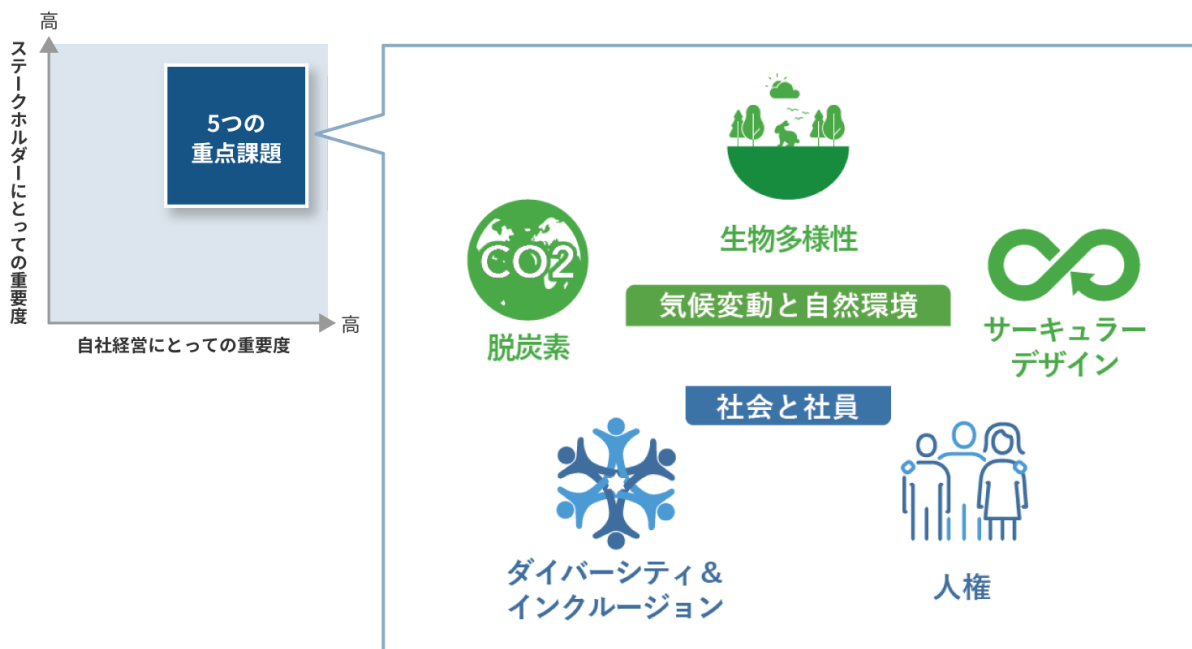 高
ステークホルダーにとっての重要度
5つの
重点課題
高
自社経営にとっての重要度
生物多様性
CO2
脱炭素
気候変動と自然環境
サーキュラー
デザイン
社会と社員
ダイバーシティ＆
インクルージョン
人権